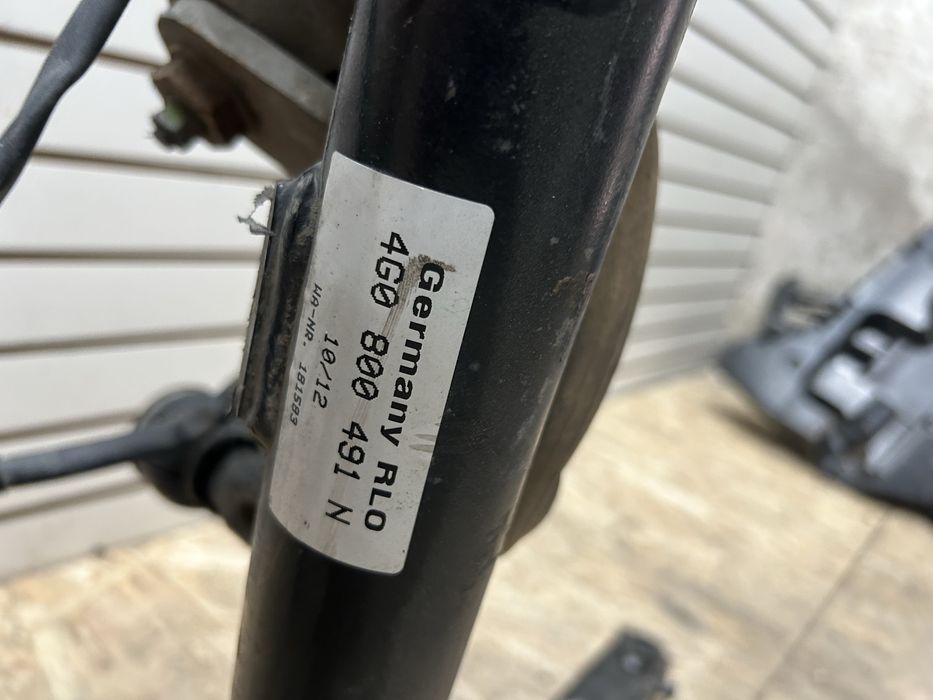 Germany RLO
4G0 800 491 N
10/12
WA-NR. 181583